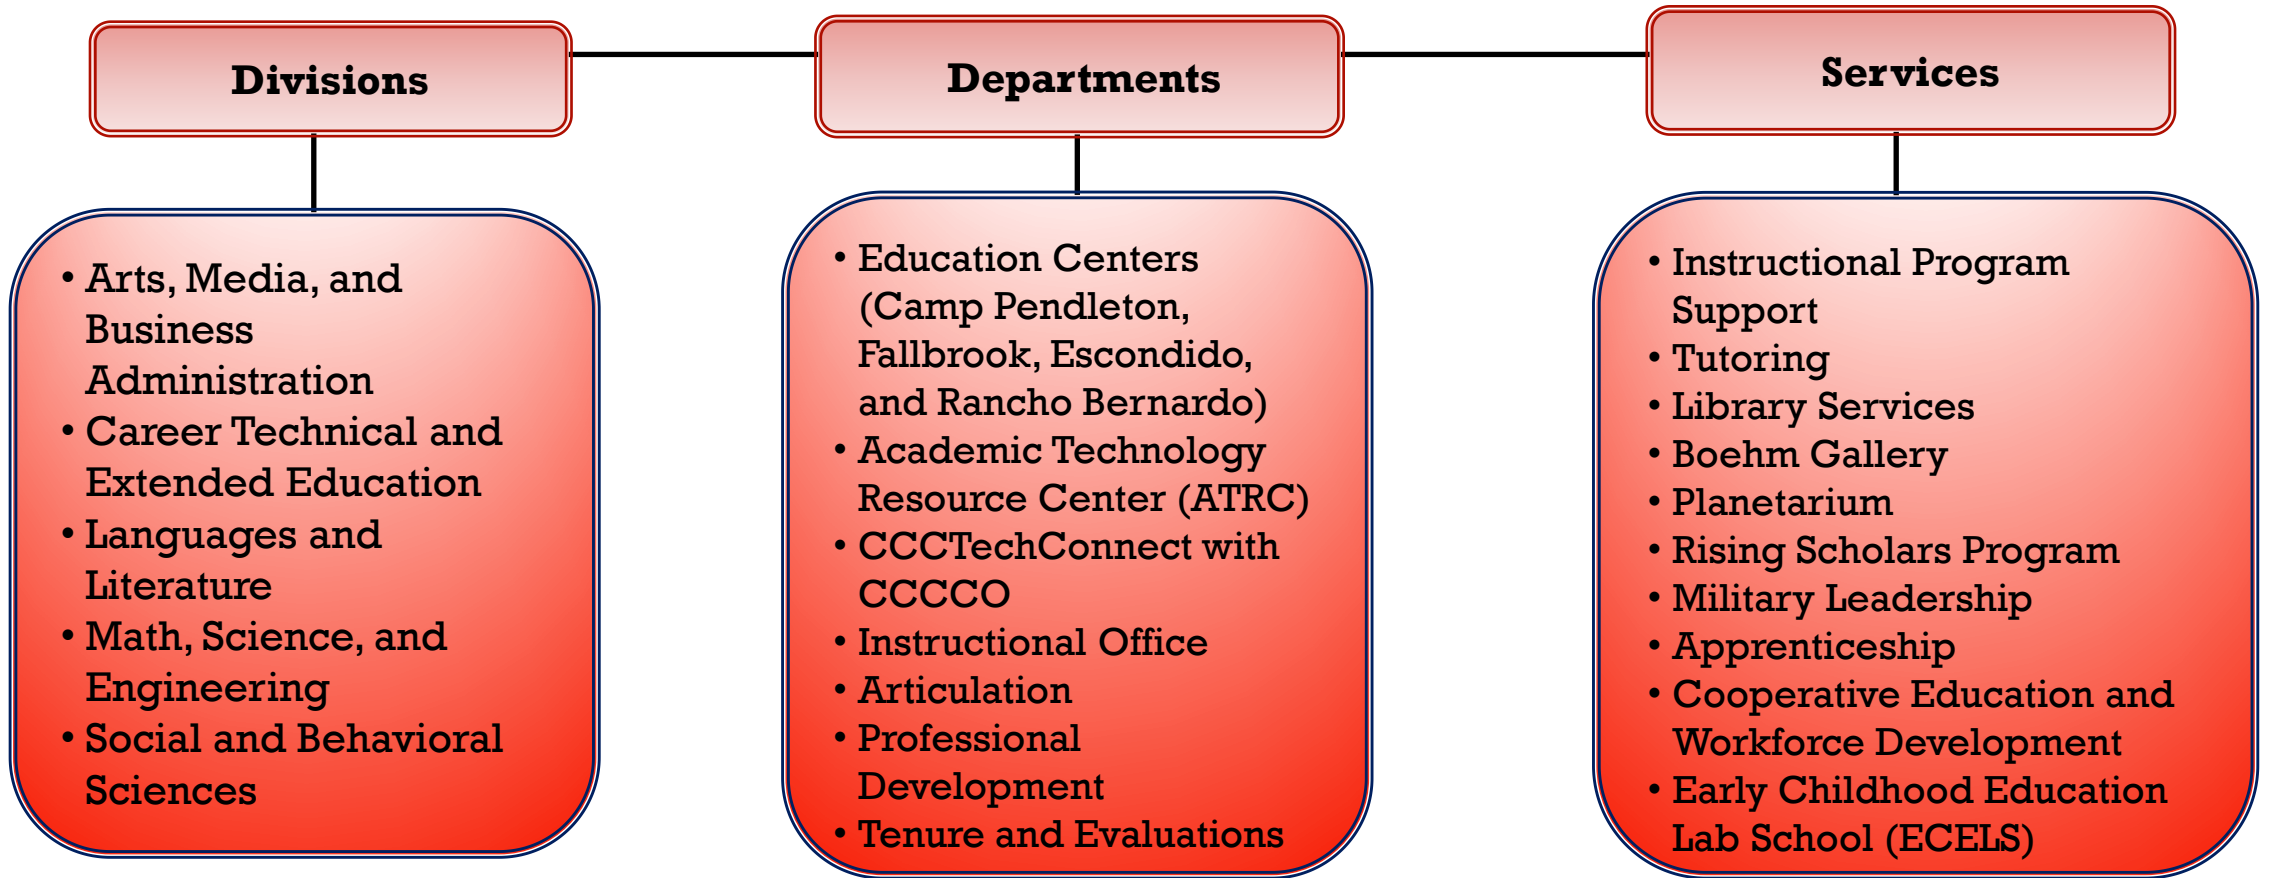 Divisions
• Arts, Media, and
Business
Administration
• Career Technical and
Extended Education
• Languages and
Literature
• Math, Science, and
Engineering
• Social and Behavioral
Sciences
Departments
• Education Centers
(Camp Pendleton,
Fallbrook, Escondido,
and Rancho Bernardo)
• Academic Technology
Resource Center (ATRC)
• CCCTechConnect with
CCCCO
• Instructional Office
• Articulation
• Professional
Development
• Tenure and Evaluations
Services
• Instructional Program
Support
• Tutoring
• Library Services
• Boehm Gallery
• Planetarium
• Rising Scholars Program
• Military Leadership
• Apprenticeship
• Cooperative Education and
Workforce Development
• Early Childhood Education
Lab School (ECELS)